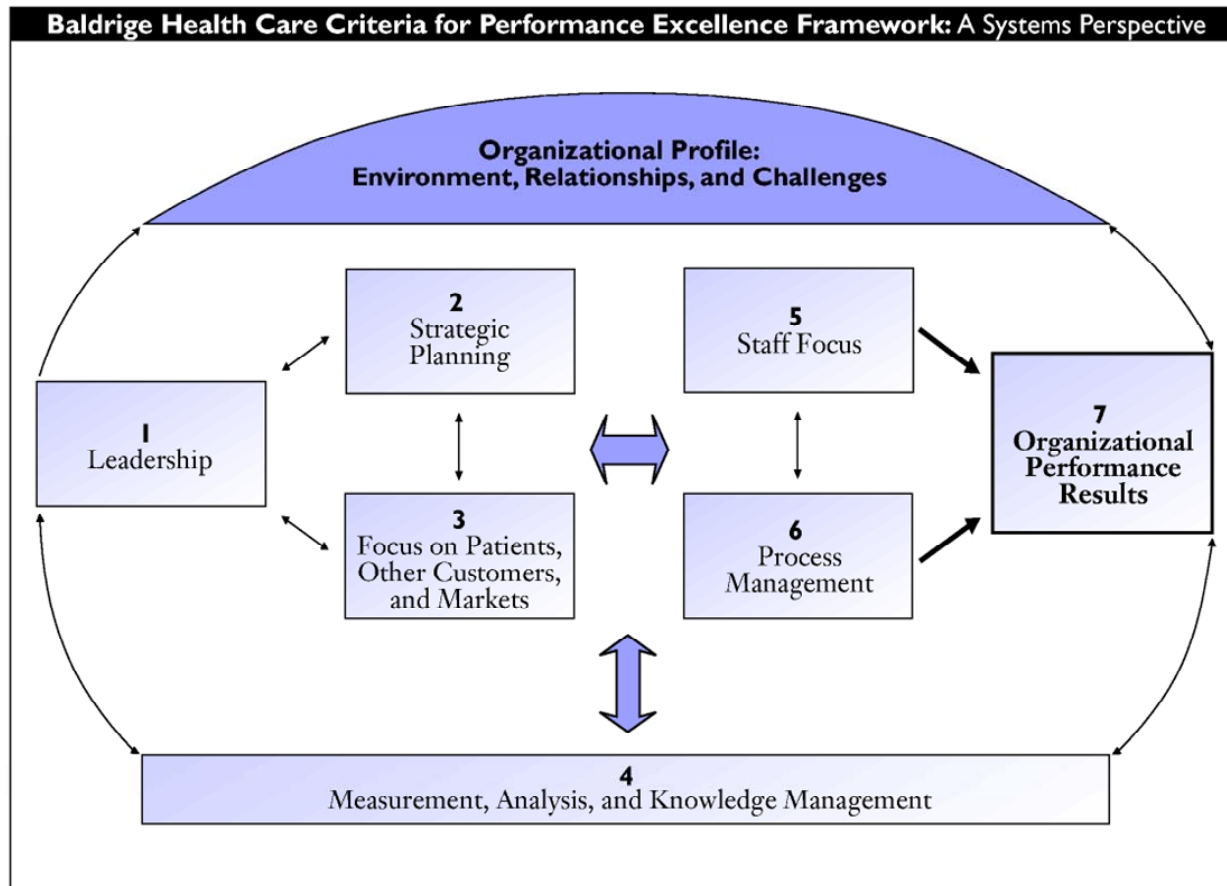 Baldrige Health Care Criteria for Performance Excellence Framework: A Systems Perspective
Organizational Profile:
Environment, Relationships, and Challenges
2
Strategic
Planning
5
Staff Focus
1
Leadership
7
Organizational
Performance
Results
3
Focus on Patients,
Other Customers,
and Markets
6
Process
Management
4
Measurement, Analysis, and Knowledge Management